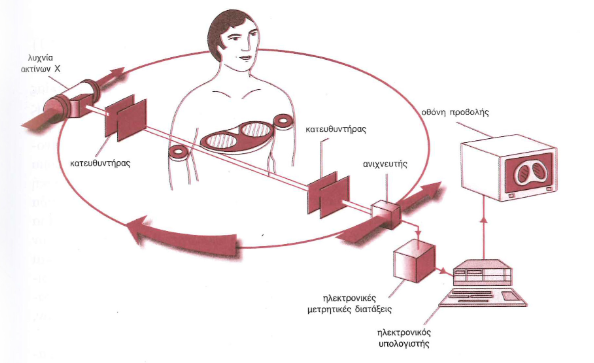 λυχνία
ακτίνων Χ
κατευθυντήρας
κατευθυντήρας
ανιχνευτής
οθόνη προβολής
ηλεκτρονικές
μετρητικές διατάξεις
ηλεκτρονικός
υπολογιστής